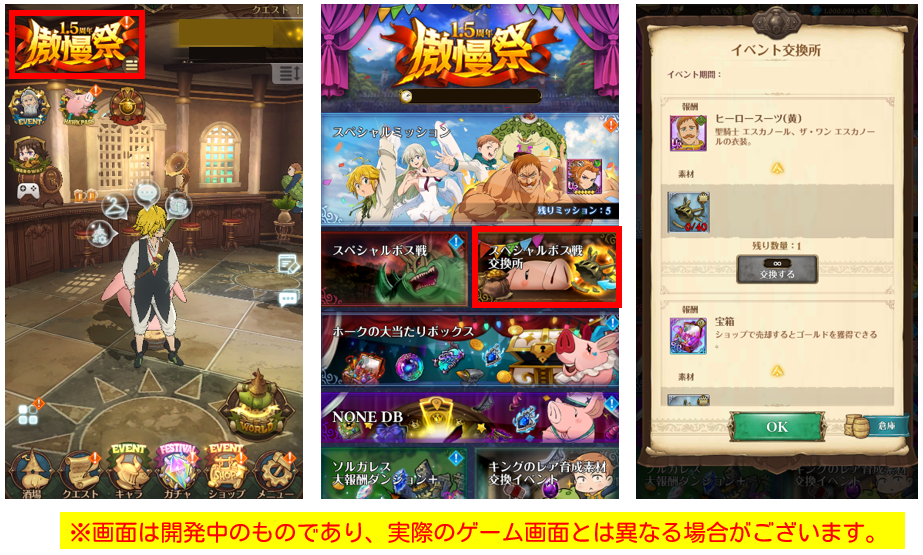 クエスト 1
1.5周年
傲慢祭
EVENT
HAWK PASS
HERO WAY
WORLD
EVENT
FESTIVAL
EVENT
SHOP
酒場
クエスト
キャラ
ガチャ
ショップ
メニュー
1.5周年
傲慢祭
スペシャルミッション
残りミッション:5
スペシャルボス戦
スペシャルボス戦
交換所
ホークの大当たりボックス
NONE DB
ソルガレス
大報酬ダンジョン+
キングのレア育成素材
交換イベント
イベント交換所
イベント期間:
報酬
ヒーロースーツ(黄)
聖騎士 エスカノール、ザ・ワン エスカノー
ルの衣装。
素材
0/40
残り数量:1
∞
交換する
報酬
宝箱
ショップで売却するとゴールドを獲得できる
。
素材
OK
倉庫
※画面は開発中のものであり、実際のゲーム画面とは異なる場合がございます。